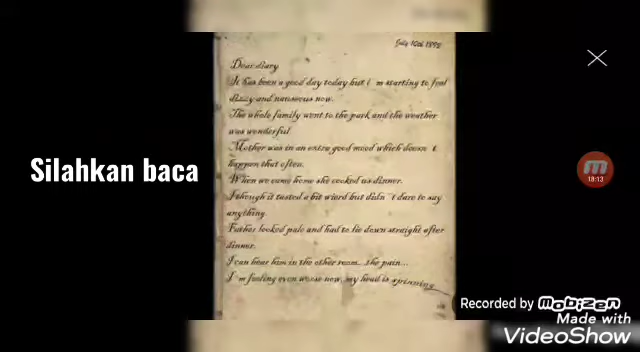 July 10th 1898
Dear diary
It has been a good day today but i m starting to feel
dizzy and nauseous now.
The whole family went to the park and the weather
was wonderful
Mother was in an extra good mood which doesn t
happen that often.
When we came home she cooked us dinner.
I though it tasted a bit wierd but didn t dare to say
anything.
Father looked pale and had to lie down straight after
dinner.
I can hear him in the other room.. the pain...
I m feeling even worse now, my head is spinning
Silahkan baca
18:13
Recorded by mobizen
Made with
VideoShow